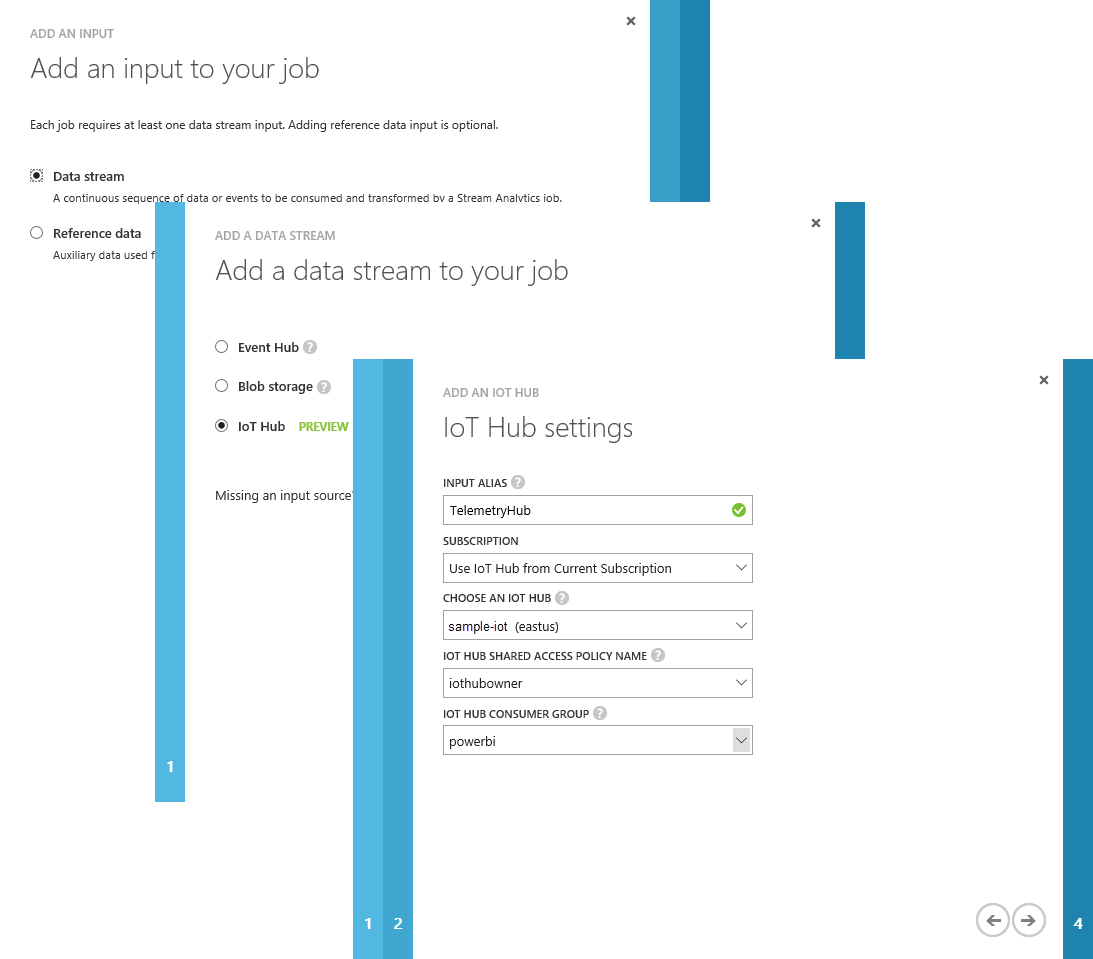 ADD AN INPUT
Add an input to your job
Each job requires at least one data stream input. Adding reference data input is optional.
Data stream
A continuous sequence of data or events to be consumed and transformed by a Stream Analytics job.
Reference data
Auxiliary data used f
ADD A DATA STREAM
Add a data stream to your job
Event Hub ?
Blob storage ?
IoT Hub PREVIEW
Missing an input source?
1
ADD AN IOT HUB
IoT Hub settings
INPUT ALIAS ?
TelemetryHub
SUBSCRIPTION
Use IoT Hub from Current Subscription
CHOOSE AN IOT HUB ?
sample-iot (eastus)
IOT HUB SHARED ACCESS POLICY NAME ?
iothubowner
IOT HUB CONSUMER GROUP ?
powerbi
1 2 4